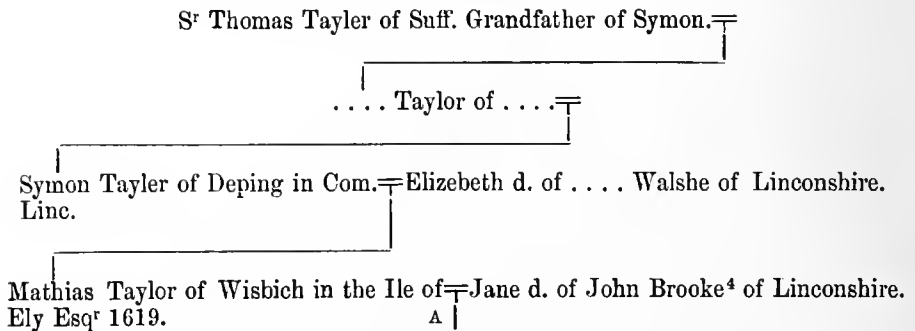 Sr Thomas Tayler of Suff. Grandfather of Symon.
. . . . Taylor of . . . .
Symon Tayler of Deping in Com. Elizebeth d. of . . . . Walshe of Linconshire.
Linc.
Mathias Taylor of Wisbich in the Ile of Jane d. of John Brooke⁴ of Linconshire.
Ely Esqr 1619.
A